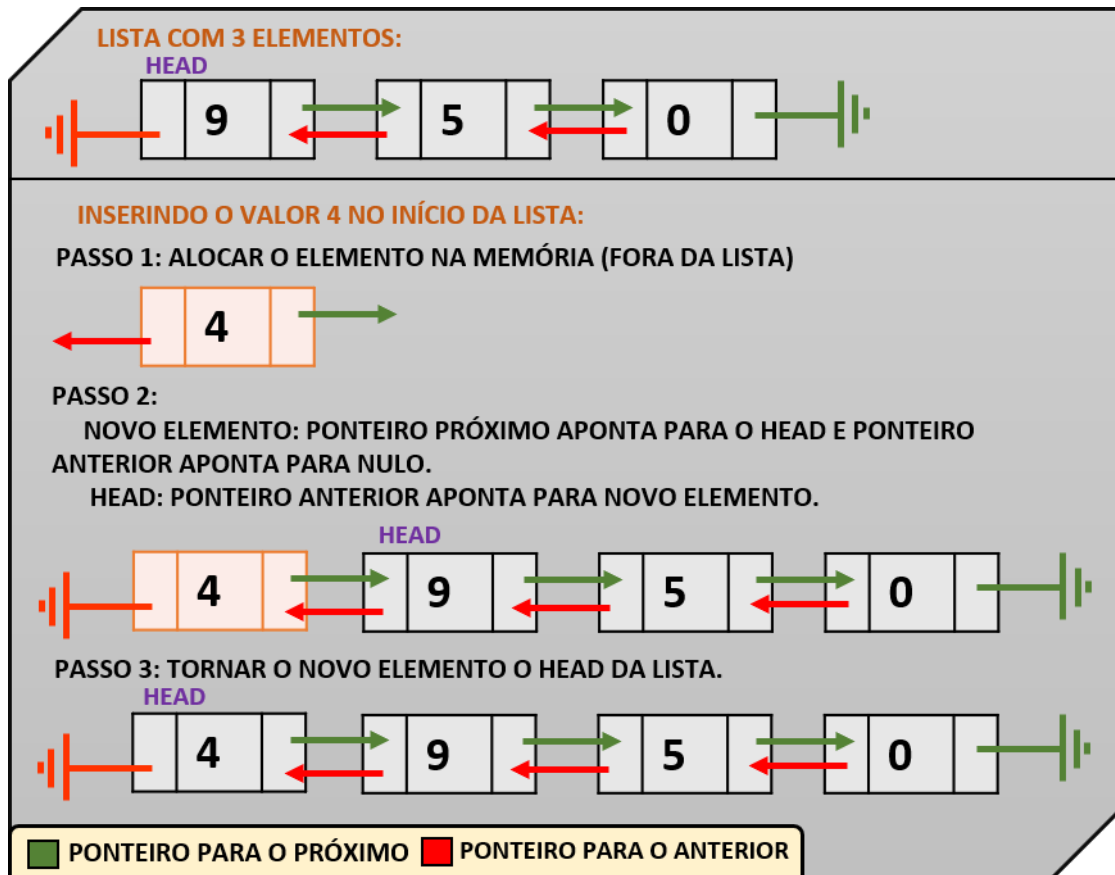 LISTA COM 3 ELEMENTOS:
HEAD
9 5 0
INSERINDO O VALOR 4 NO INÍCIO DA LISTA:
PASSO 1: ALOCAR O ELEMENTO NA MEMÓRIA (FORA DA LISTA)
4
PASSO 2:
NOVO ELEMENTO: PONTEIRO PRÓXIMO APONTA PARA O HEAD E PONTEIRO
ANTERIOR APONTA PARA NULO.
HEAD: PONTEIRO ANTERIOR APONTA PARA NOVO ELEMENTO.
HEAD
4 9 5 0
PASSO 3: TORNAR O NOVO ELEMENTO O HEAD DA LISTA.
HEAD
4 9 5 0
PONTEIRO PARA O PRÓXIMO PONTEIRO PARA O ANTERIOR